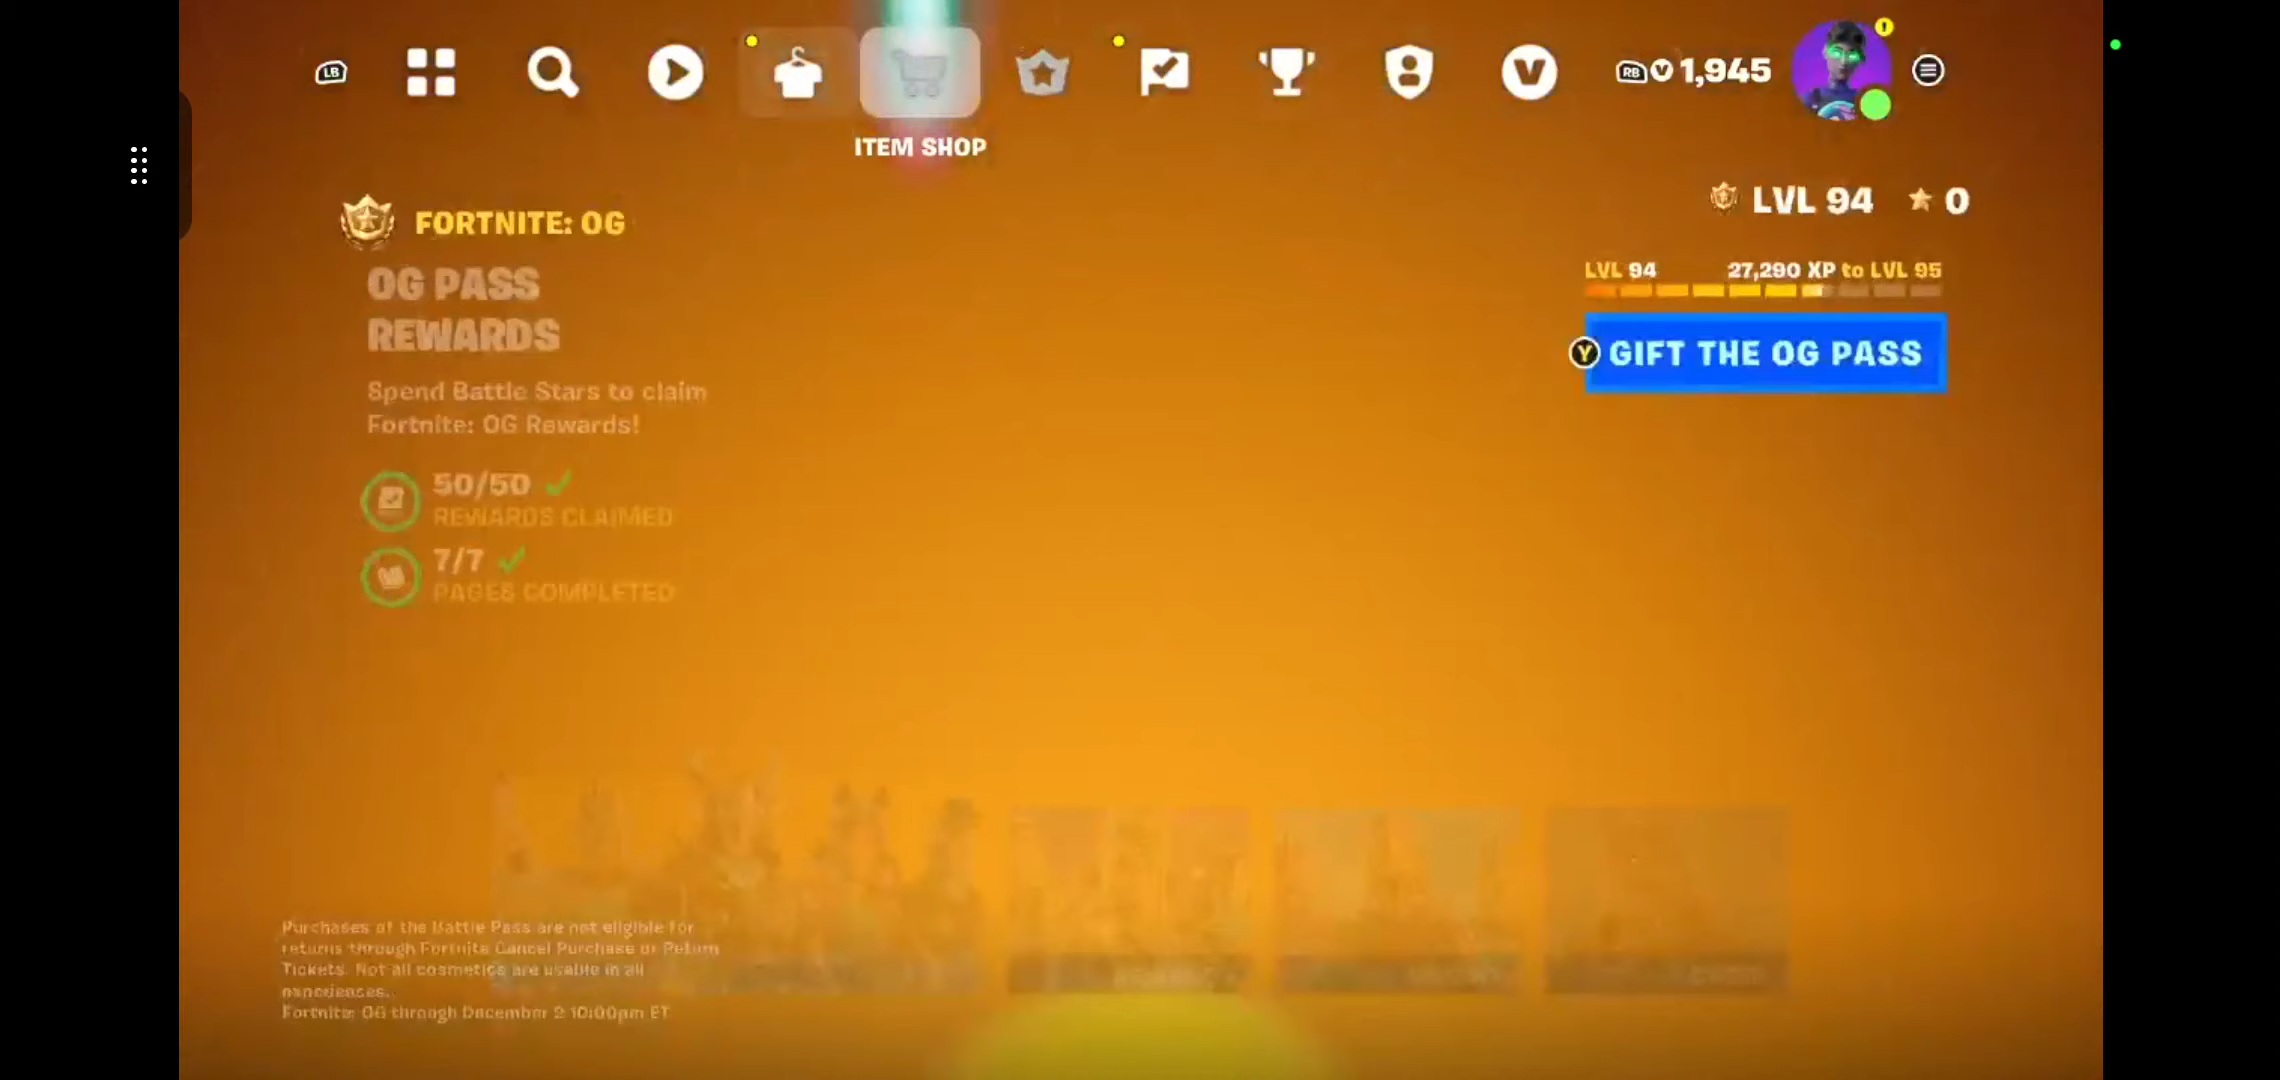 LB
RB V 1,945
ITEM SHOP
LVL 94 0
FORTNITE: OG
OG PASS
REWARDS
LVL 94 27,290 XP to LVL 95
Y GIFT THE OG PASS
Spend Battle Stars to claim
Fortnite: OG Rewards!
50/50
REWARDS CLAIMED
7/7
PAGES COMPLETED
Purchases of the Battle Pass are not eligible for
returns through Fortnite Cancel Purchase or Return
Tickets. Not all cosmetics are usable in all
experiences.
Fortnite: OG through December 2 10:00pm ET